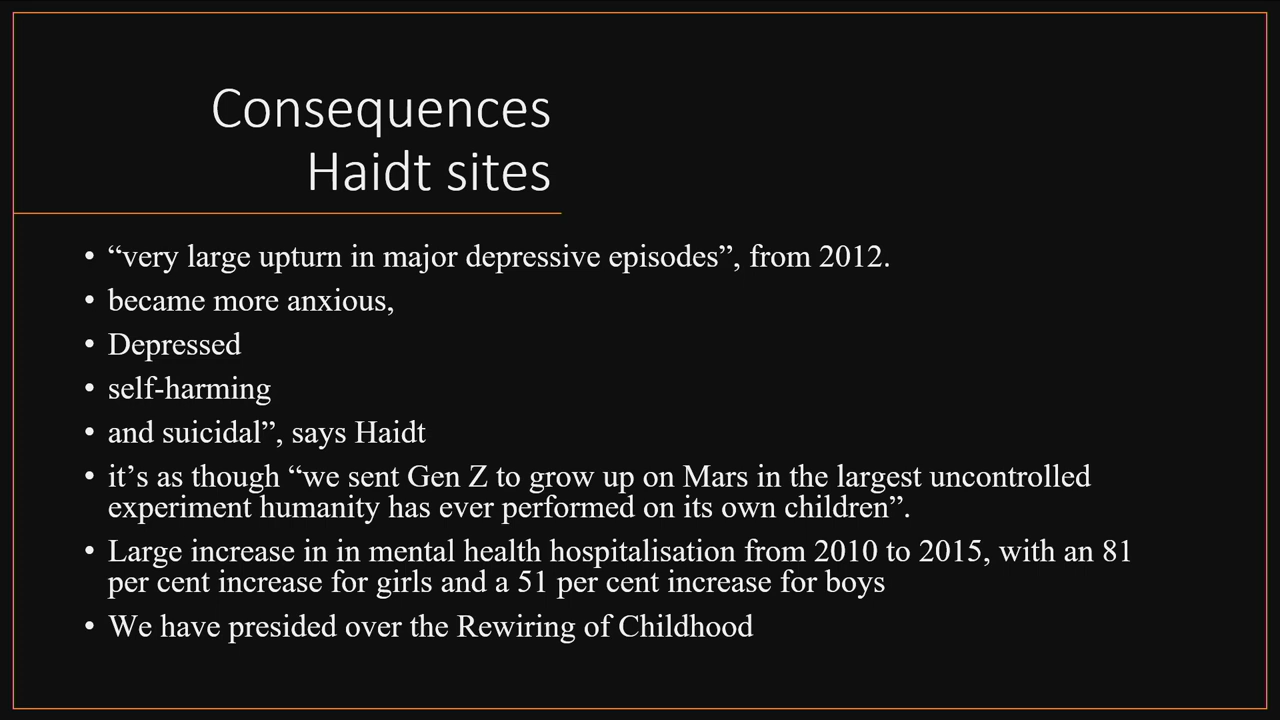 Consequences
Haidt sites
• “very large upturn in major depressive episodes”, from 2012.
• became more anxious,
• Depressed
• self-harming
• and suicidal”, says Haidt
• it’s as though “we sent Gen Z to grow up on Mars in the largest uncontrolled
experiment humanity has ever performed on its own children”.
• Large increase in in mental health hospitalisation from 2010 to 2015, with an 81
per cent increase for girls and a 51 per cent increase for boys
• We have presided over the Rewiring of Childhood